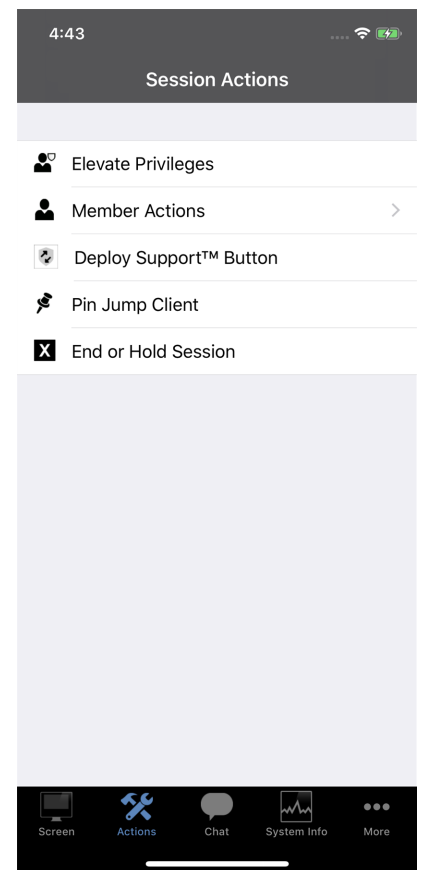 4:43
Session Actions
Elevate Privileges
Member Actions
Deploy Support™ Button
Pin Jump Client
X End or Hold Session
Screen Actions Chat System Info More